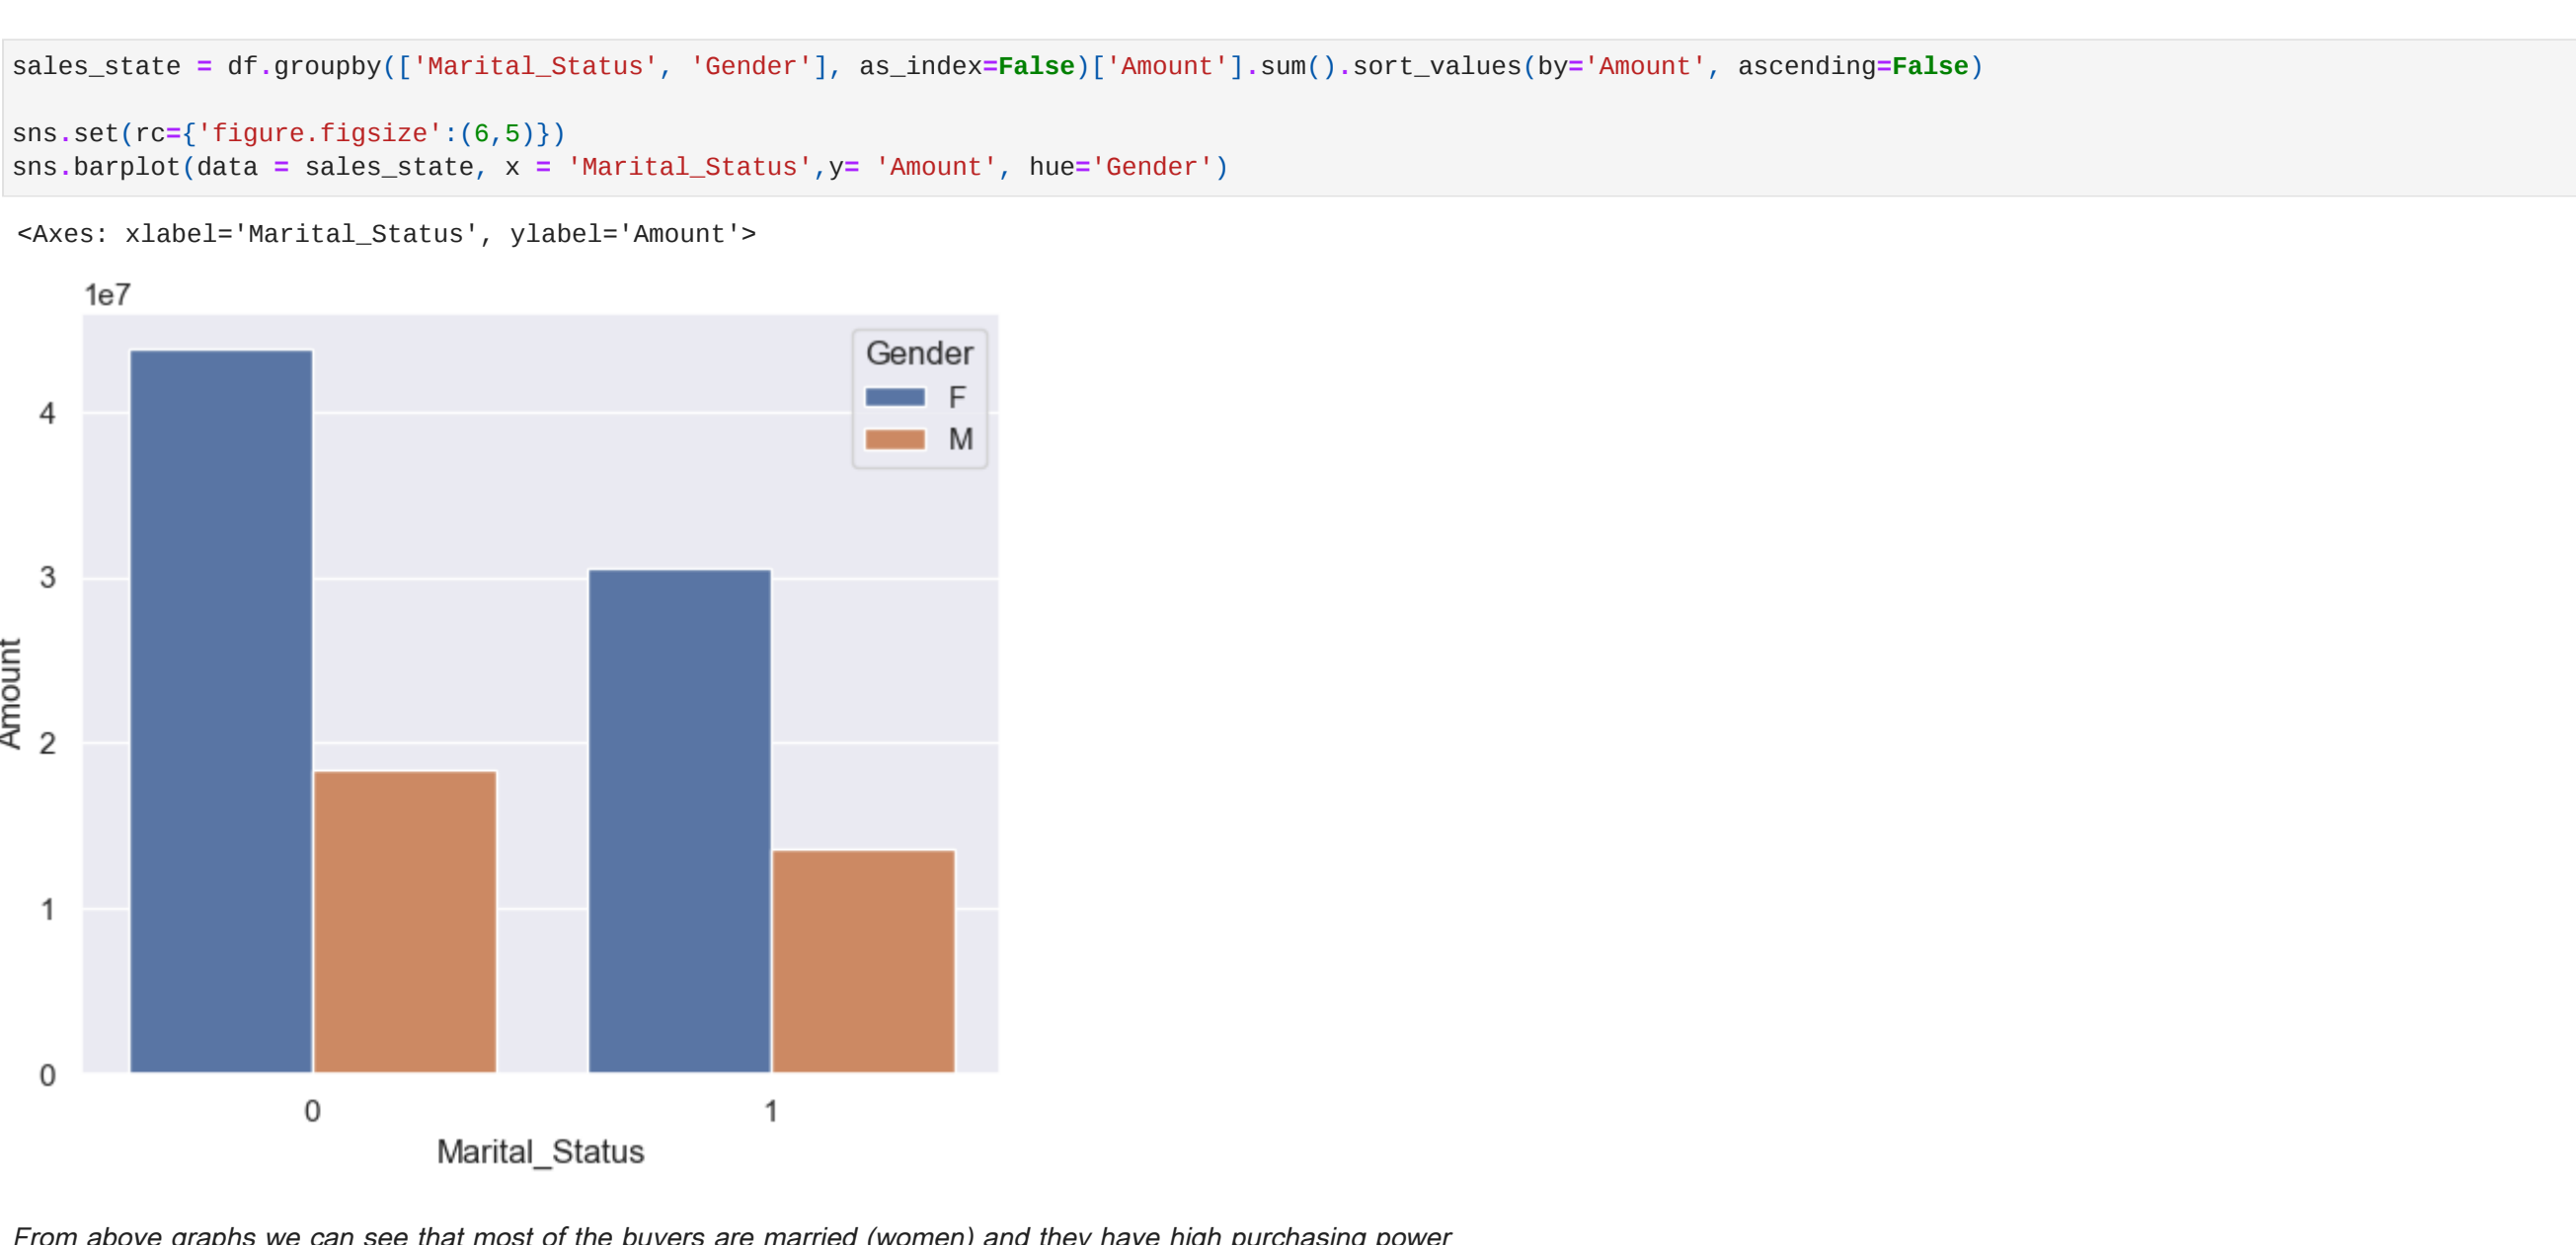 sales_state = df.groupby(['Marital_Status', 'Gender'], as_index=False)['Amount'].sum().sort_values(by='Amount', ascending=False)
sns.set(rc={'figure.figsize':(6,5)})
sns.barplot(data = sales_state, x = 'Marital_Status',y= 'Amount', hue='Gender')
<Axes: xlabel='Marital_Status', ylabel='Amount'>
1e7
Gender
F
M
4
3
2
1
0
Amount
0 1
Marital_Status
From above graphs we can see that most of the buyers are married (women) and they have high purchasing power